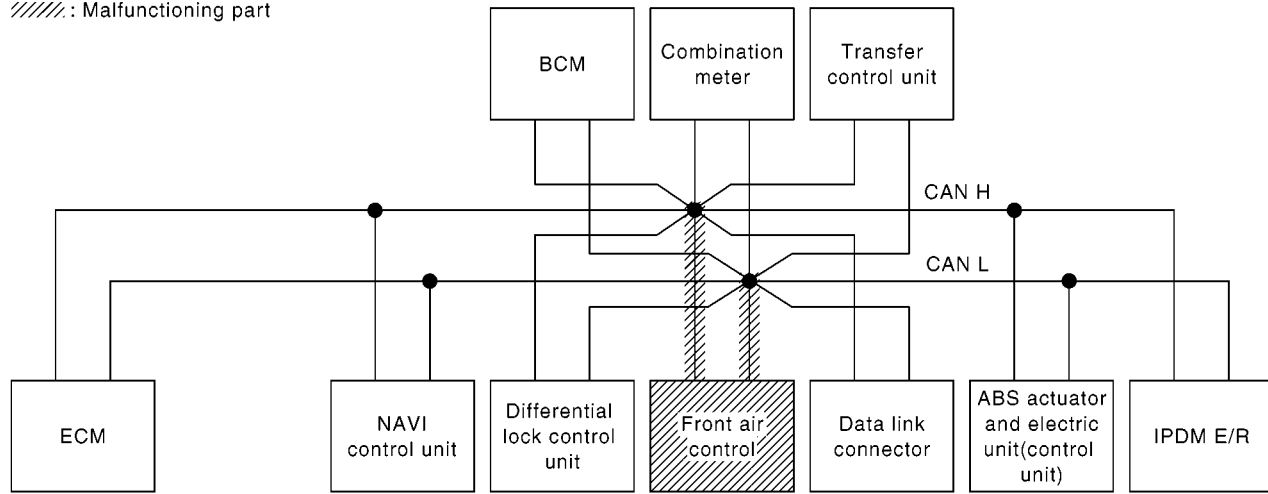 : Malfunctioning part
BCM
Combination
meter
Transfer
control unit
CAN H
CAN L
ECM
NAVI
control unit
Differential
lock control
unit
Front air
control
Data link
connector
ABS actuator
and electric
unit(control
unit)
IPDM E/R